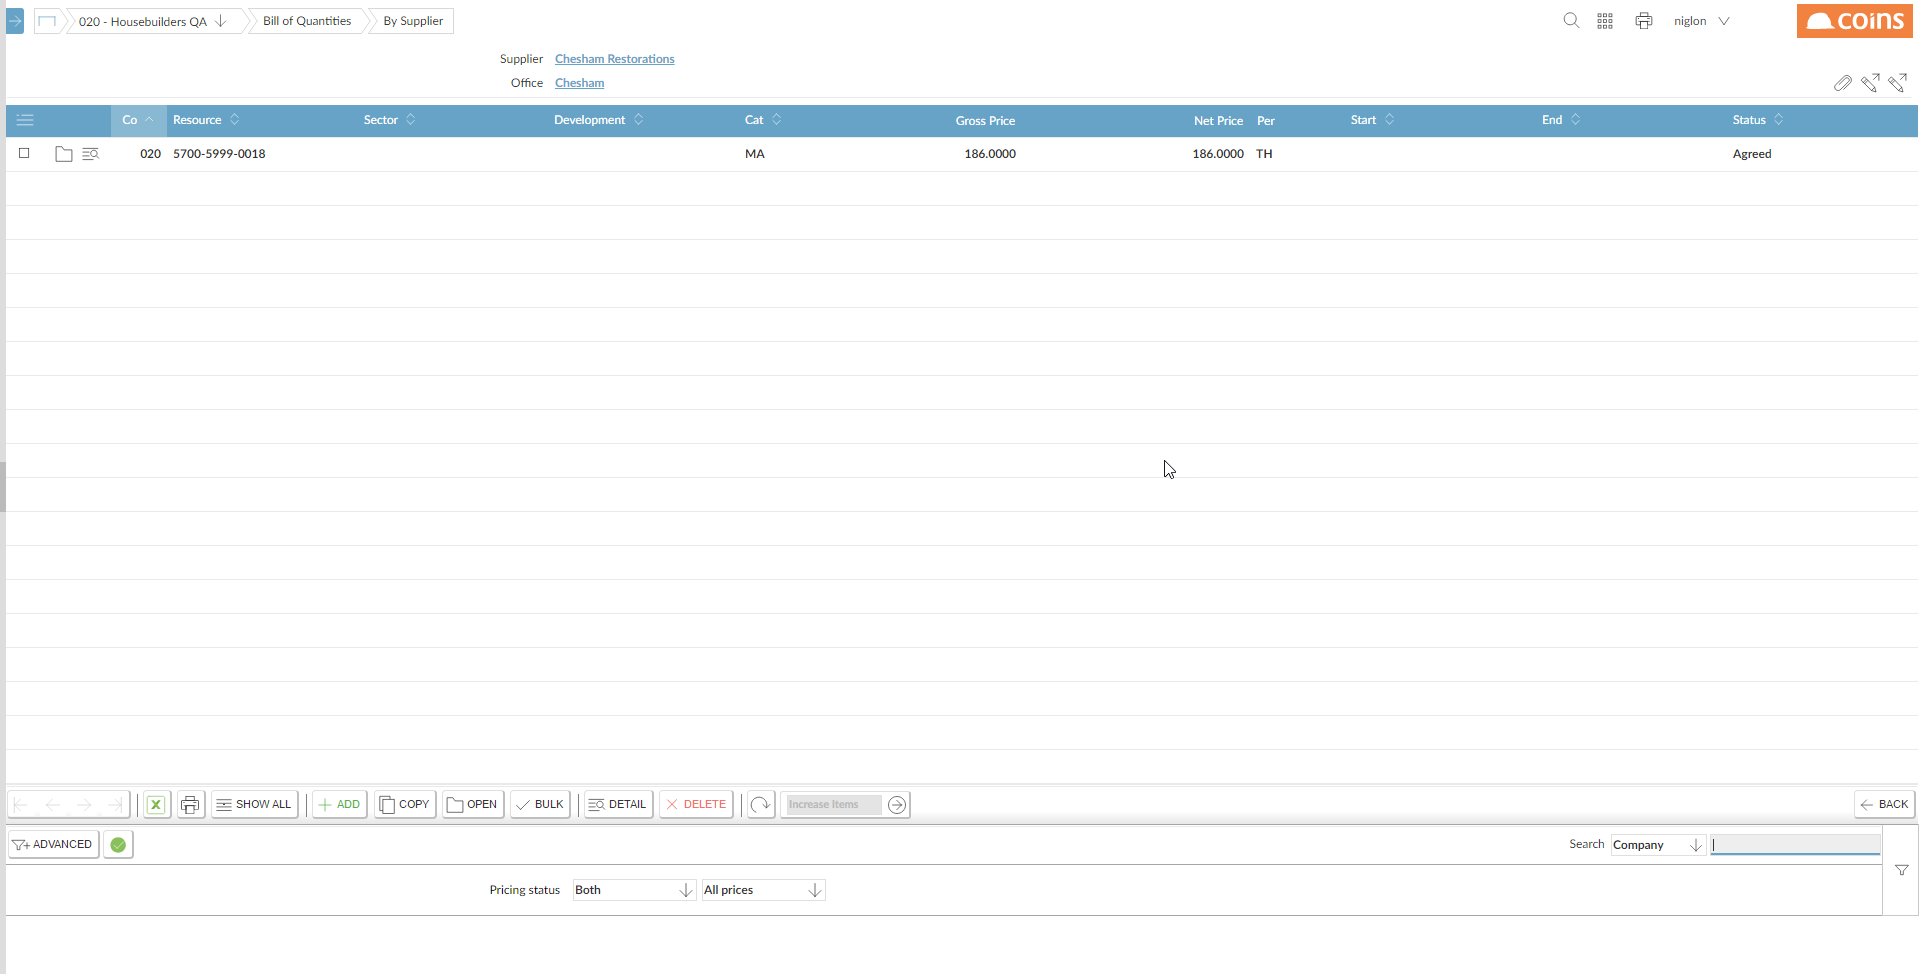 020 - Housebuilders QA Bill of Quantities By Supplier niglon coins
Supplier Chesham Restorations
Office Chesham
Co Resource Sector Development Cat Gross Price Net Price Per Start End Status
020 5700-5999-0018 MA 186.0000 186.0000 TH Agreed
SHOW ALL ADD COPY OPEN BULK DETAIL DELETE Increase Items BACK
ADVANCED Search Company
Pricing status Both All prices